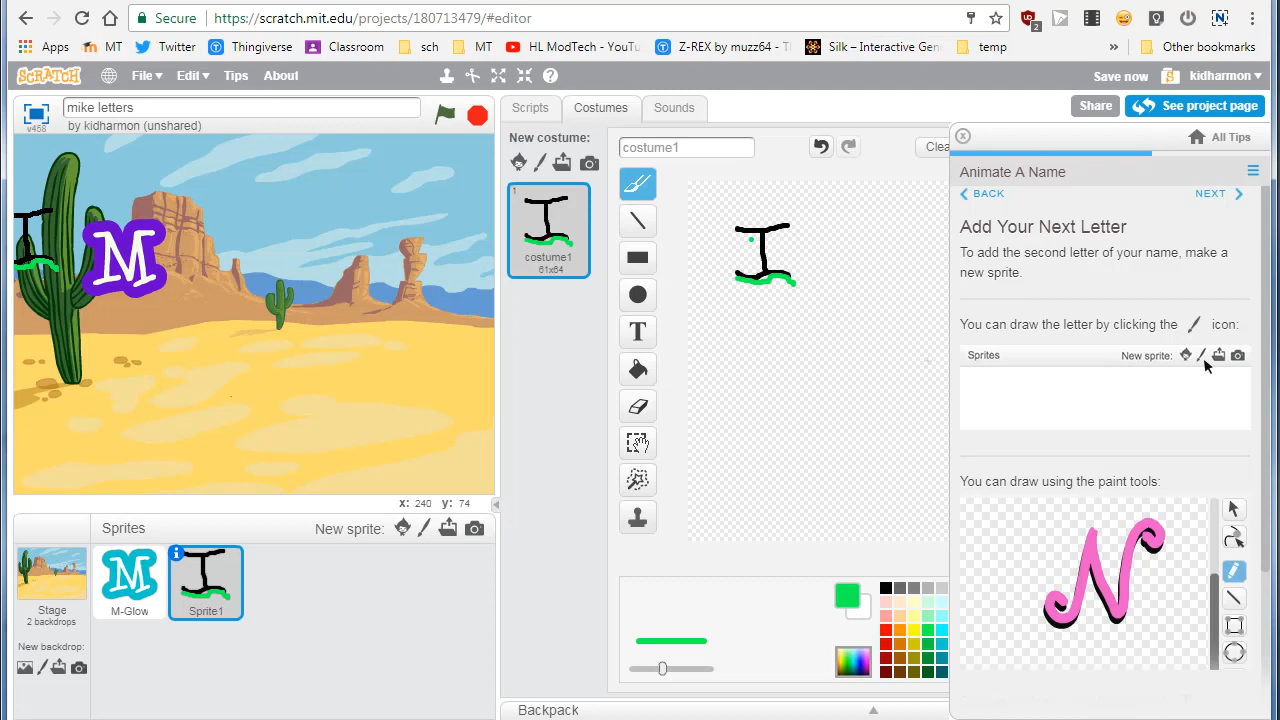 Secure https://scratch.mit.edu/projects/180713479/#editor
2
Apps MT Twitter Thingiverse Classroom sch MT HL ModTech - YouTu Z-REX by muzz64 - Silk – Interactive Gen temp » Other bookmarks
SCRATCH File Edit Tips About Save now kidharmon
v458 mike letters
by kidharmon (unshared)
Scripts Costumes Sounds
Share See project page
New costume:
costume1
Clea
1
costume1
61x64
I
M
I
x: 240 y: 74
Sprites New sprite:
Stage
2 backdrops
M
M-Glow
I
Sprite1
New backdrop:
Backpack
All Tips
Animate A Name
BACK NEXT
Add Your Next Letter
To add the second letter of your name, make a
new sprite.
You can draw the letter by clicking the icon:
Sprites New sprite:
You can draw using the paint tools:
N
T